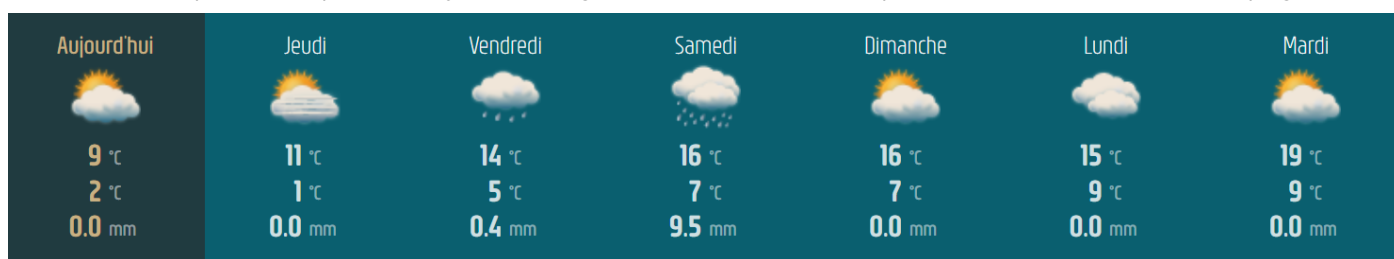 Aujourd'hui Jeudi Vendredi Samedi Dimanche Lundi Mardi
9 °C 11 °C 14 °C 16 °C 16 °C 15 °C 19 °C
2 °C 1 °C 5 °C 7 °C 7 °C 9 °C 9 °C
0.0 mm 0.0 mm 0.4 mm 9.5 mm 0.0 mm 0.0 mm 0.0 mm